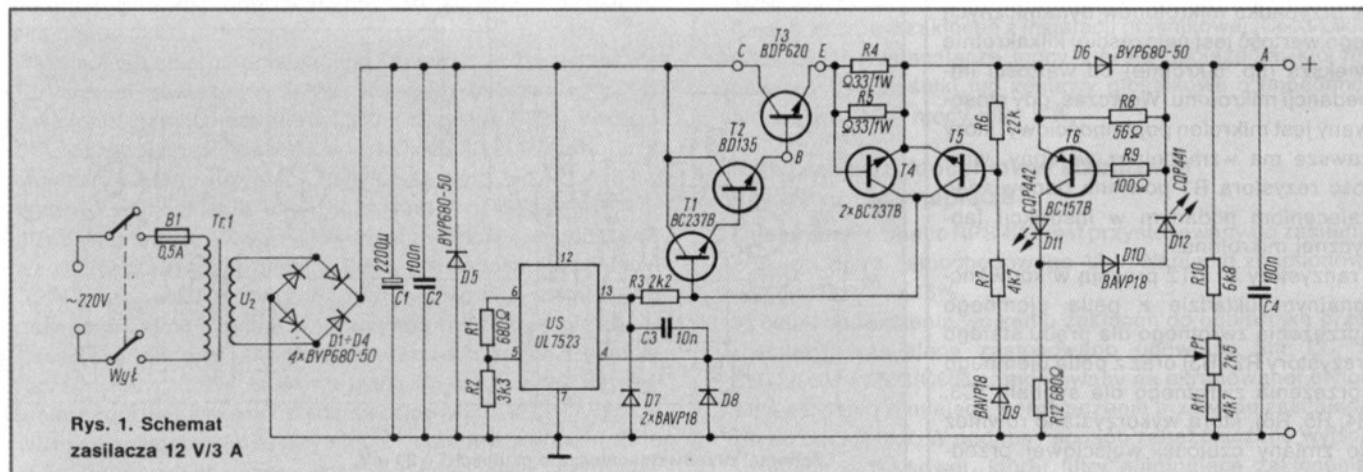 T3
BDP620
C
E
R4
Ω33/1W
R5
Ω33/1W
D6
BYP680-50
A
+
T2
BD135
B
T1
BC237B
T4
T5
2×BC237B
R6
22k
R8
56Ω
T6
R9
100Ω
BC157B
CQP442
D11
CQP441
D12
D10
BAVP18
B1
0,5A
Tr.1
~220V
U2
Wył
D1÷D4
4×BYP680-50
2200μ
C1
100n
C2
BYP680-50
D5
R1
680Ω
R2
3k3
6
5
12
US
UL7523
13
4
7
R3 2k2
C3
10n
D7
2×BAVP18
D8
R7
4k7
BAVP18
D9
R12 680Ω
R10
6k8
P1
2k5
R11
4k7
100n
C4
Rys. 1. Schemat
zasilacza 12 V/3 A